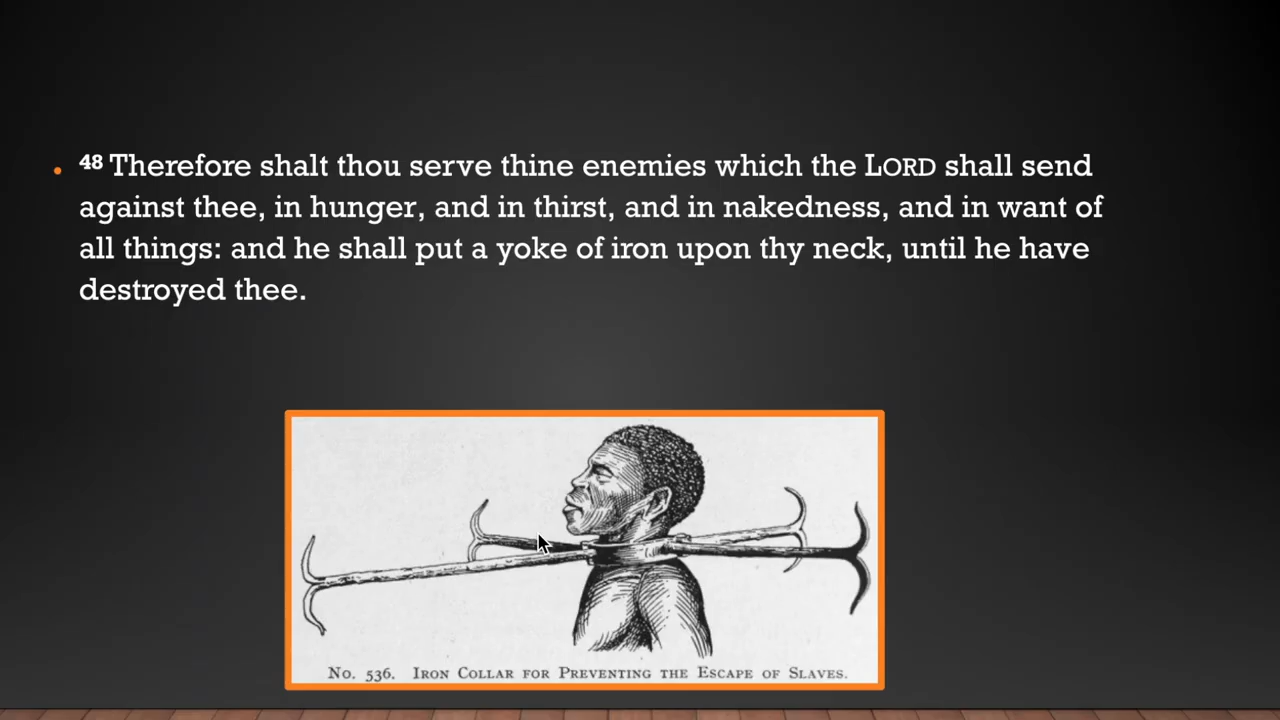 48 Therefore shalt thou serve thine enemies which the LORD shall send
against thee, in hunger, and in thirst, and in nakedness, and in want of
all things: and he shall put a yoke of iron upon thy neck, until he have
destroyed thee.
No. 536. Iron Collar for Preventing the Escape of Slaves.